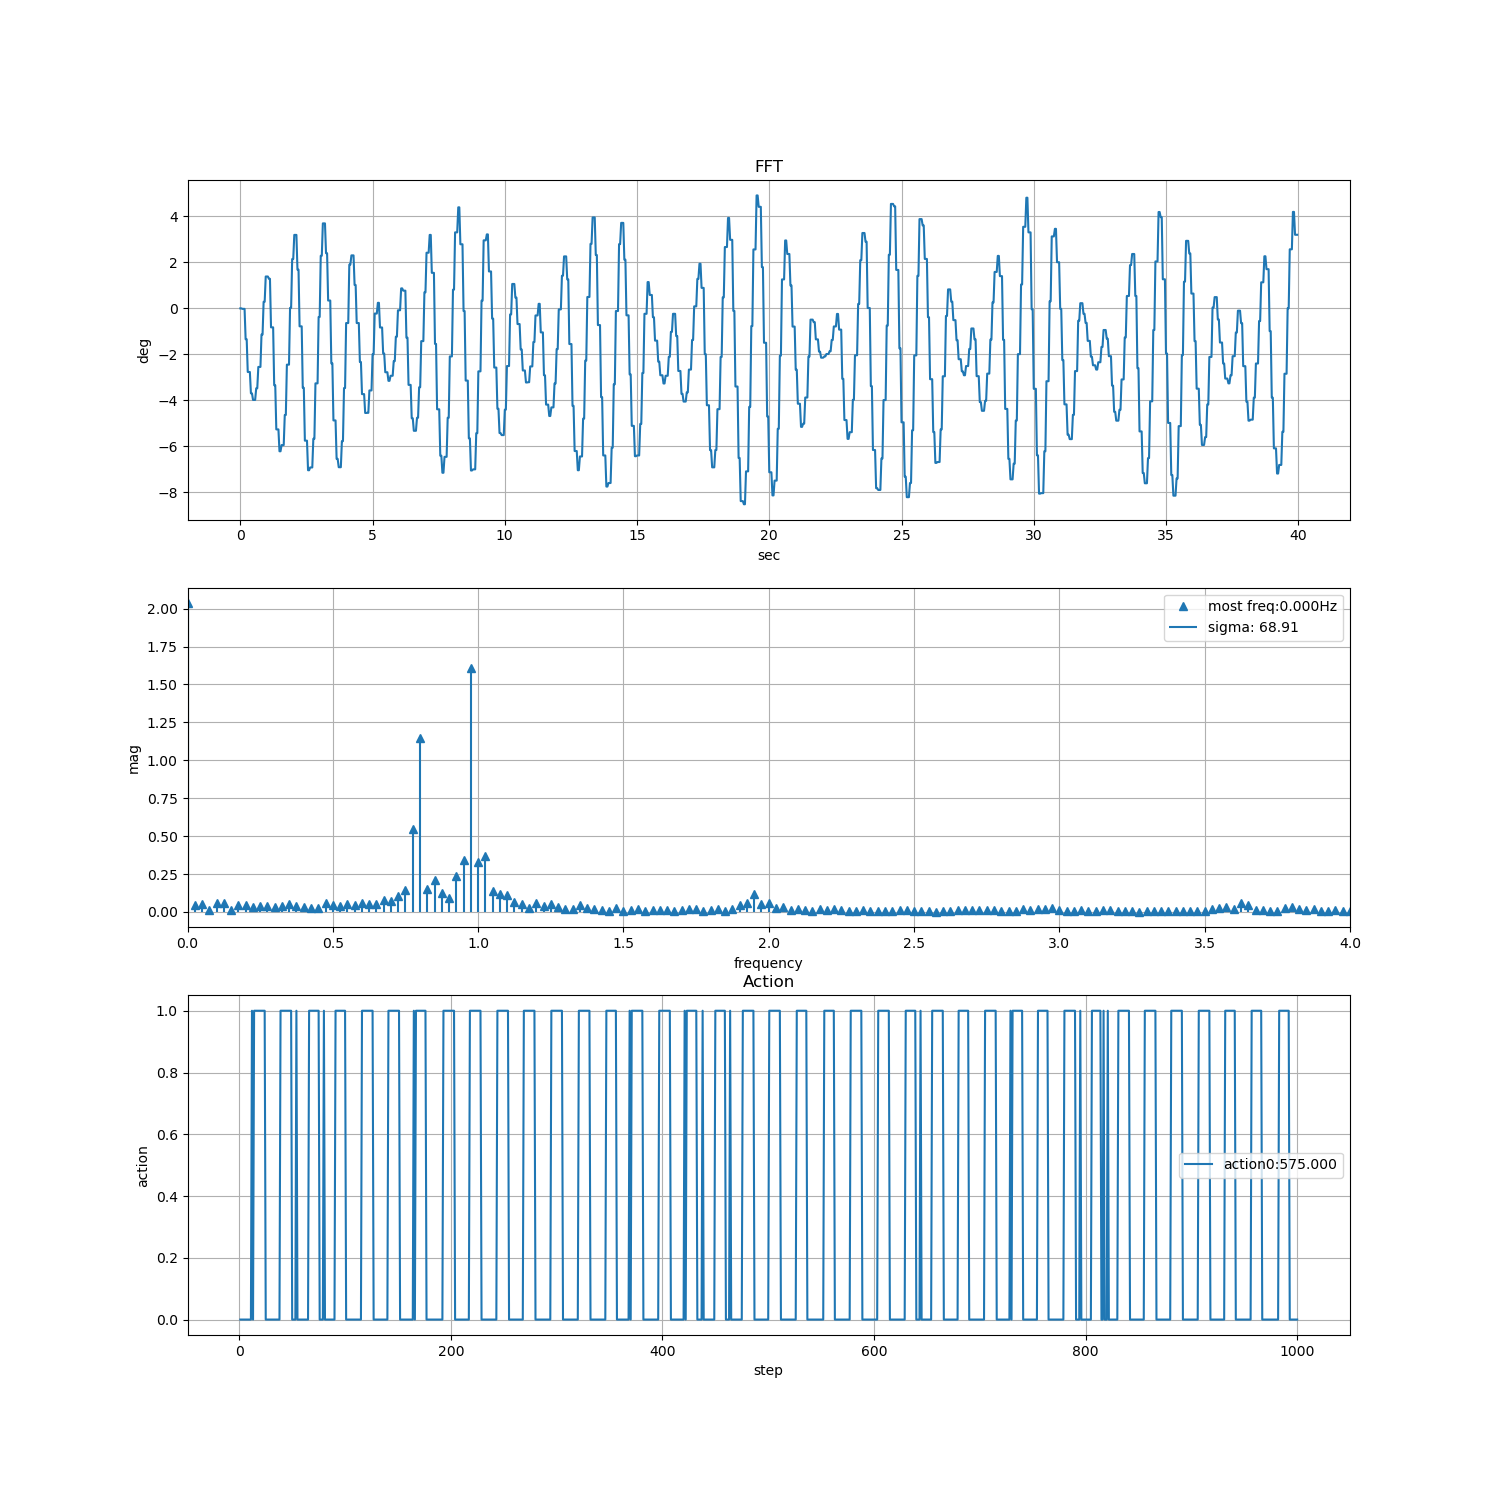 FFT
4
2
0
−2
−4
−6
−8
deg
0 5 10 15 20 25 30 35 40
sec
2.00
1.75
1.50
1.25
1.00
0.75
0.50
0.25
0.00
mag
most freq:0.000Hz
sigma: 68.91
0.0 0.5 1.0 1.5 2.0 2.5 3.0 3.5 4.0
frequency
Action
1.0
0.8
0.6
0.4
0.2
0.0
action
action0:575.000
0 200 400 600 800 1000
step